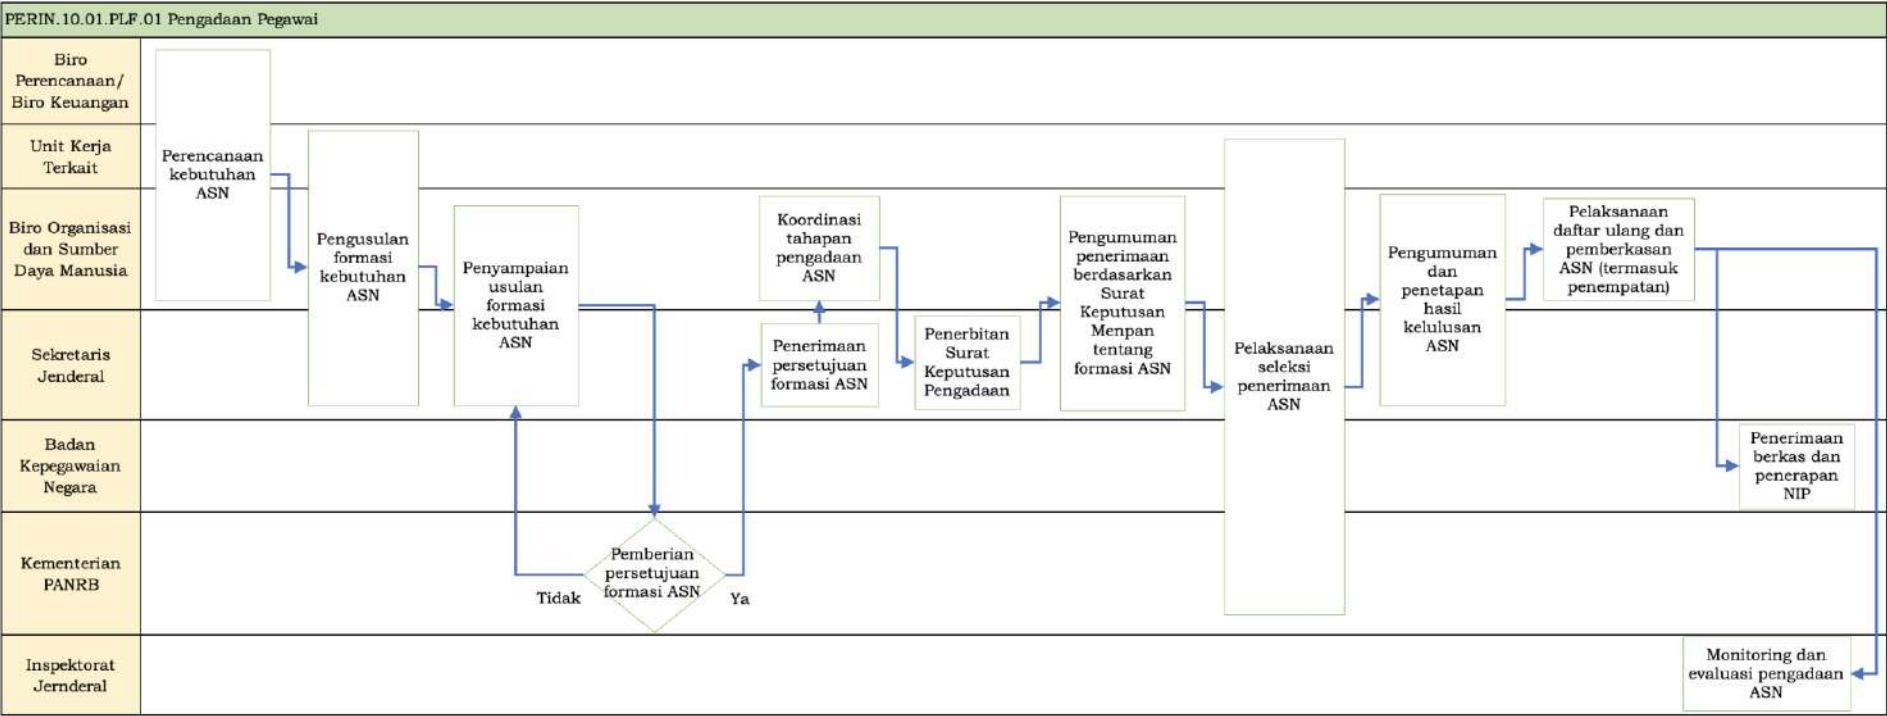 PERIN.10.01.PLF.01 Pengadaan Pegawai
Biro
Perencanaan/
Biro Keuangan
Unit Kerja
Terkait
Biro Organisasi
dan Sumber
Daya Manusia
Sekretaris
Jenderal
Badan
Kepegawaian
Negara
Kementerian
PANRB
Inspektorat
Jernderal
Perencanaan
kebutuhan
ASN
Pengusulan
formasi
kebutuhan
ASN
Penyampaian
usulan
formasi
kebutuhan
ASN
Pemberian
persetujuan
formasi ASN
Tidak
Ya
Penerimaan
persetujuan
formasi ASN
Koordinasi
tahapan
pengadaan
ASN
Penerbitan
Surat
Keputusan
Pengadaan
Pengumuman
penerimaan
berdasarkan
Surat
Keputusan
Menpan
tentang
formasi ASN
Pelaksanaan
seleksi
penerimaan
ASN
Pengumuman
dan
penetapan
hasil
kelulusan
ASN
Pelaksanaan
daftar ulang dan
pemberkasan
ASN (termasuk
penempatan)
Penerimaan
berkas dan
penerapan
NIP
Monitoring dan
evaluasi pengadaan
ASN